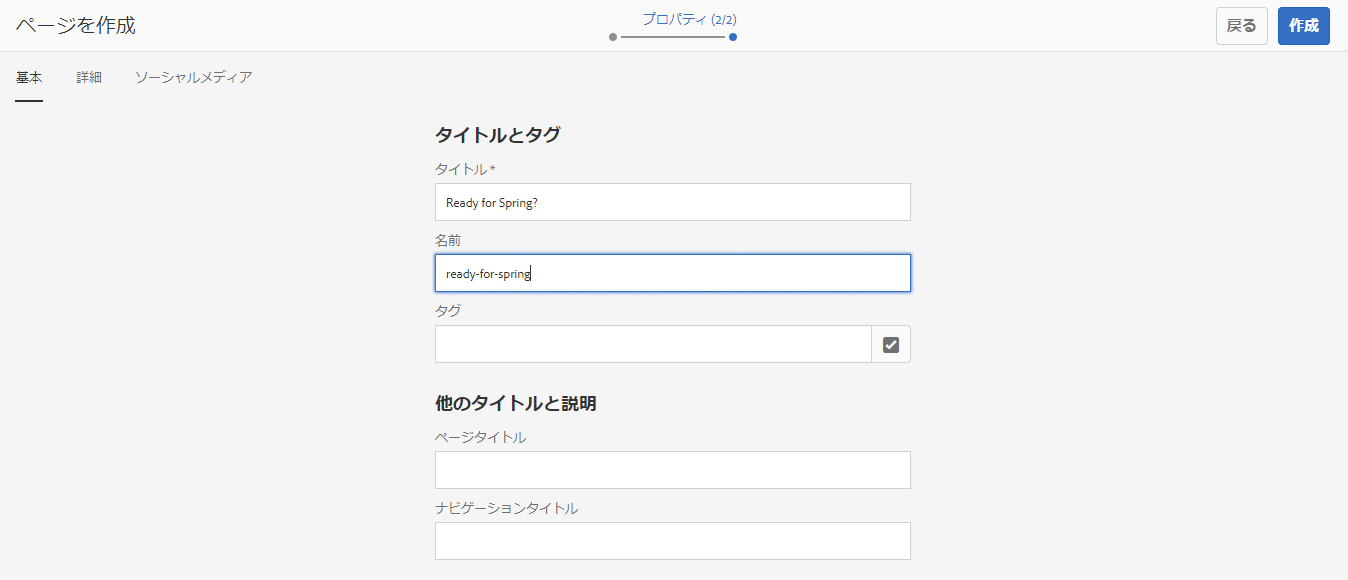 ページを作成
プロパティ (2/2)
戻る
作成
基本
詳細
ソーシャルメディア
タイトルとタグ
タイトル *
Ready for Spring?
名前
ready-for-spring
タグ
他のタイトルと説明
ページタイトル
ナビゲーションタイトル